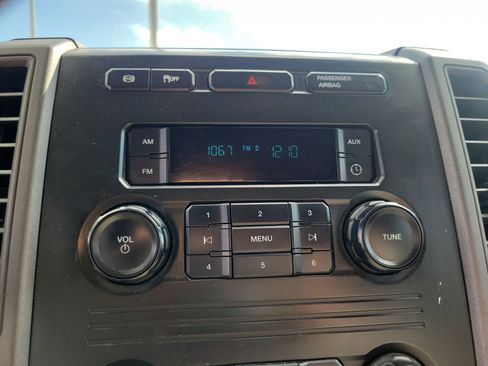 OFF
PASSENGER
AIRBAG
AM
106.7 FM 2 12:10
AUX
FM
1 2 3
VOL
MENU
TUNE
4 5 6